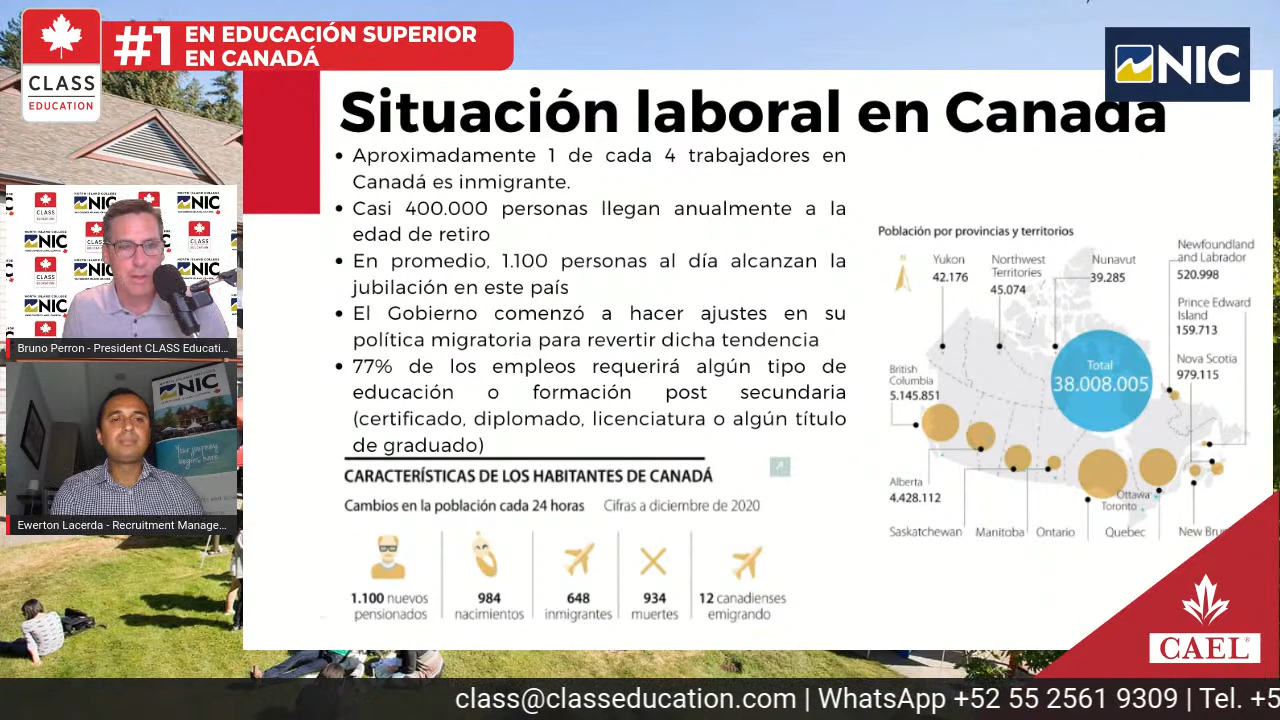 #1 EN EDUCACIÓN SUPERIOR
EN CANADÁ
CLASS
EDUCATION
NIC
Situación laboral en Canadá
• Aproximadamente 1 de cada 4 trabajadores en
Canadá es inmigrante.
• Casi 400.000 personas llegan anualmente a la
edad de retiro
• En promedio, 1.100 personas al día alcanzan la
jubilación en este país
• El Gobierno comenzó a hacer ajustes en su
política migratoria para revertir dicha tendencia
• 77% de los empleos requerirá algún tipo de
educación o formación post secundaria
(certificado, diplomado, licenciatura o algún título
de graduado)
CARACTERÍSTICAS DE LOS HABITANTES DE CANADÁ
Cambios en la población cada 24 horas Cifras a diciembre de 2020
1.100 nuevos
pensionados
984
nacimientos
648
inmigrantes
934
muertes
12 canadienses
emigrando
Población por provincias y territorios
N
Yukon
42.176
Northwest
Territories
45.074
Nunavut
39.285
Newfoundland
and Labrador
520.998
Prince Edward
Island
159.713
Nova Scotia
979.115
Total
38.008.005
British
Columbia
5.145.851
Alberta
4.428.112
Ottawa
Toronto
Saskatchewan
Manitoba
Ontario
Quebec
New Bru
CAEL
Bruno Perron - President CLASS Educati...
NIC
Your journey
begins here
Ewerton Lacerda - Recruitment Manage...
class@classeducation.com | WhatsApp +52 55 2561 9309 | Tel. +5